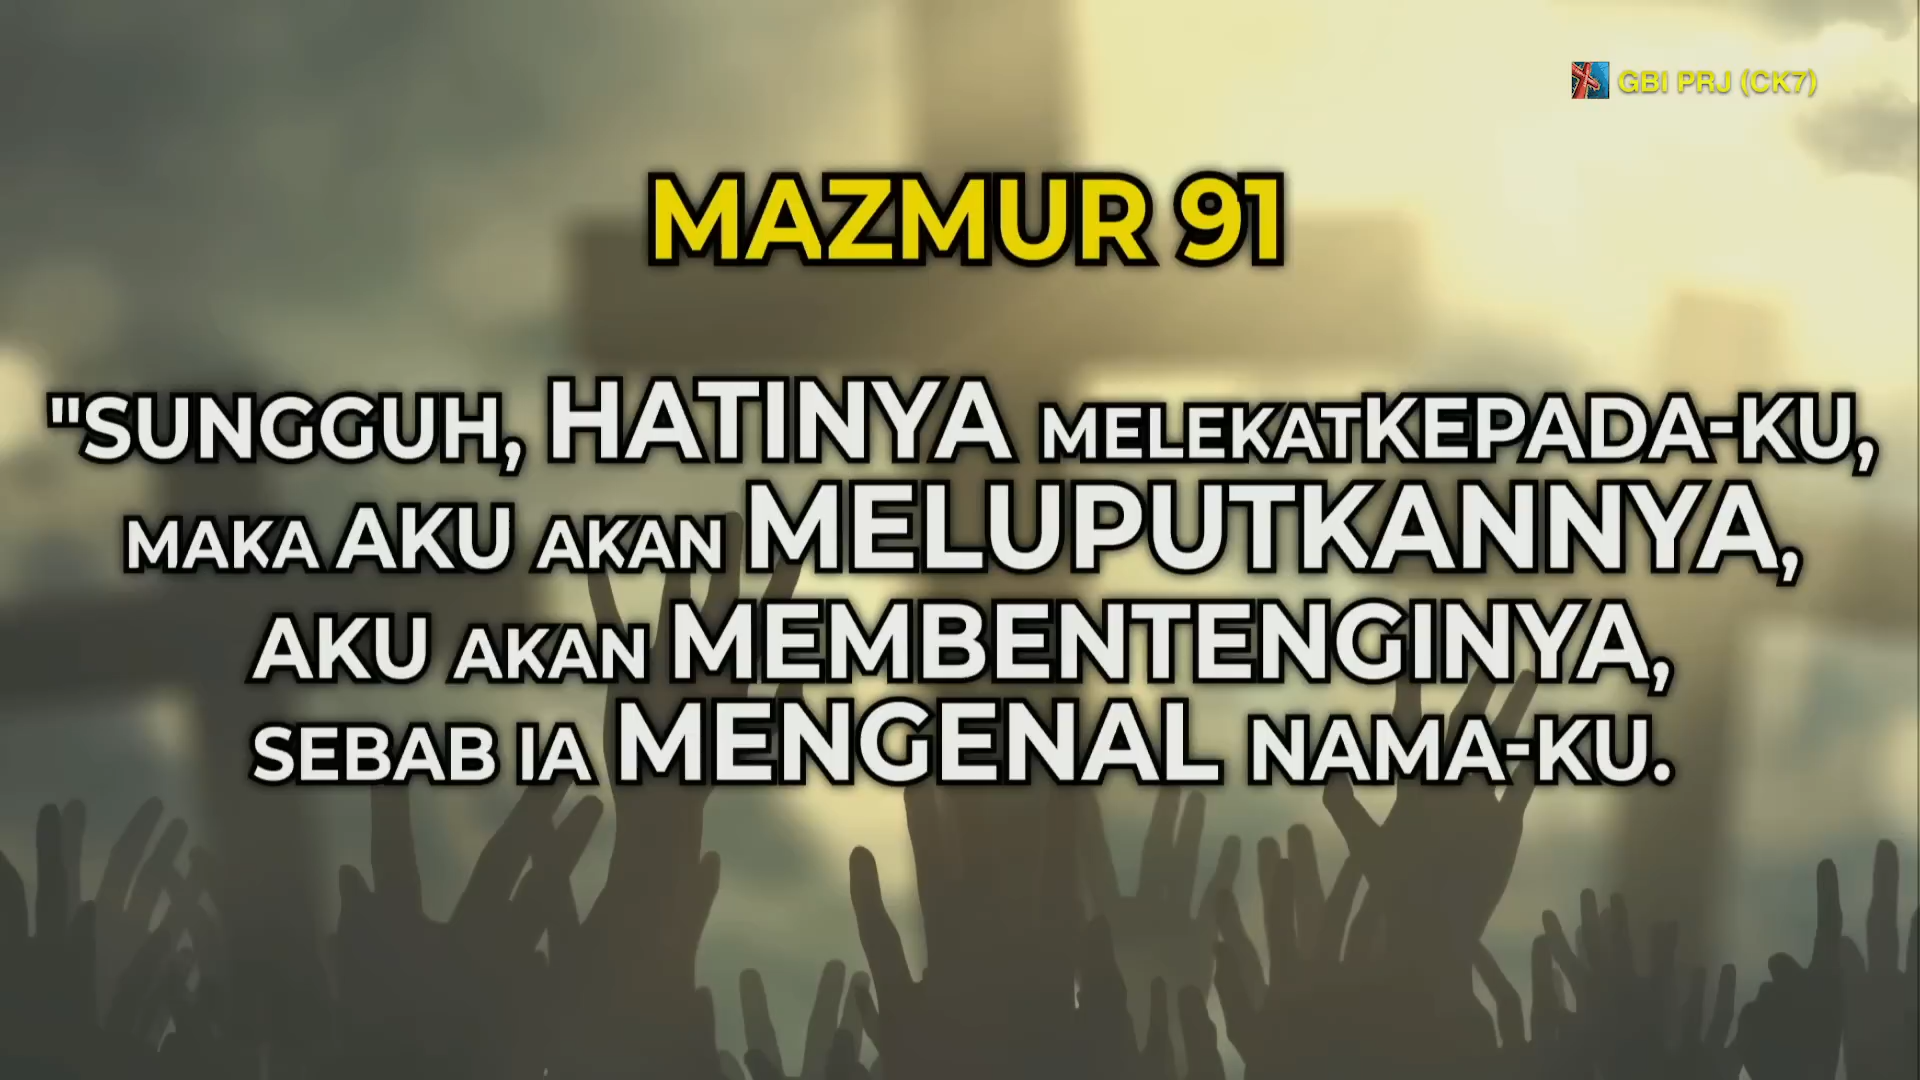 GBI PRJ (CK7)
MAZMUR 91
"SUNGGUH, HATINYA MELEKATKEPADA-KU,
MAKA AKU AKAN MELUPUTKANNYA,
AKU AKAN MEMBENTENGINYA,
SEBAB IA MENGENAL NAMA-KU.